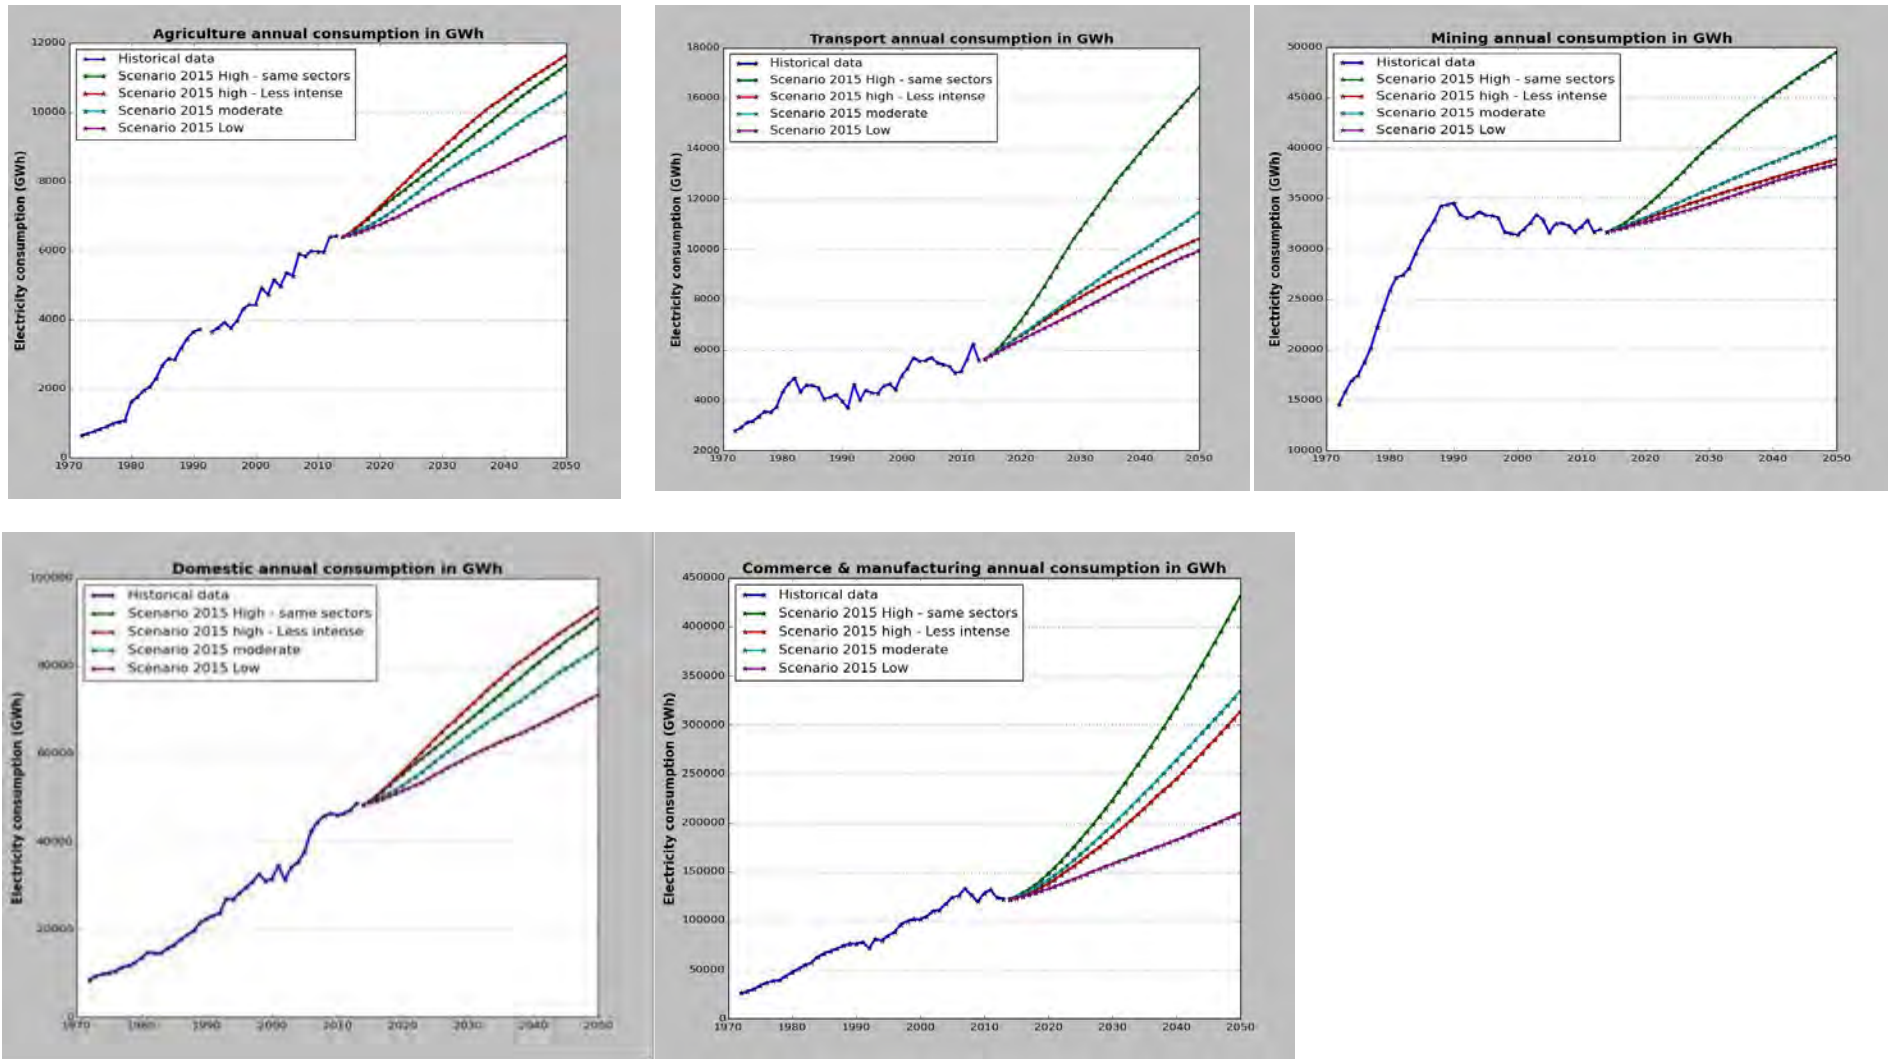 Agriculture annual consumption in GWh
Historical data
Scenario 2015 High - same sectors
Scenario 2015 high - Less intense
Scenario 2015 moderate
Scenario 2015 Low
Electricity consumption (GWh)
12000
10000
8000
6000
4000
2000
0
1970 1980 1990 2000 2010 2020 2030 2040 2050
Transport annual consumption in GWh
Historical data
Scenario 2015 High - same sectors
Scenario 2015 high - Less intense
Scenario 2015 moderate
Scenario 2015 Low
Electricity consumption (GWh)
18000
16000
14000
12000
10000
8000
6000
4000
2000
1970 1980 1990 2000 2010 2020 2030 2040 2050
Mining annual consumption in GWh
Historical data
Scenario 2015 High - same sectors
Scenario 2015 high - Less intense
Scenario 2015 moderate
Scenario 2015 Low
Electricity consumption (GWh)
50000
45000
40000
35000
30000
25000
20000
15000
10000
1970 1980 1990 2000 2010 2020 2030 2040 2050
Domestic annual consumption in GWh
Historical data
Scenario 2015 High - same sectors
Scenario 2015 high - Less intense
Scenario 2015 moderate
Scenario 2015 Low
Electricity consumption (GWh)
100000
80000
60000
40000
20000
0
1970 1980 1990 2000 2010 2020 2030 2040 2050
Commerce & manufacturing annual consumption in GWh
Historical data
Scenario 2015 High - same sectors
Scenario 2015 high - Less intense
Scenario 2015 moderate
Scenario 2015 Low
Electricity consumption (GWh)
450000
400000
350000
300000
250000
200000
150000
100000
50000
0
1970 1980 1990 2000 2010 2020 2030 2040 2050